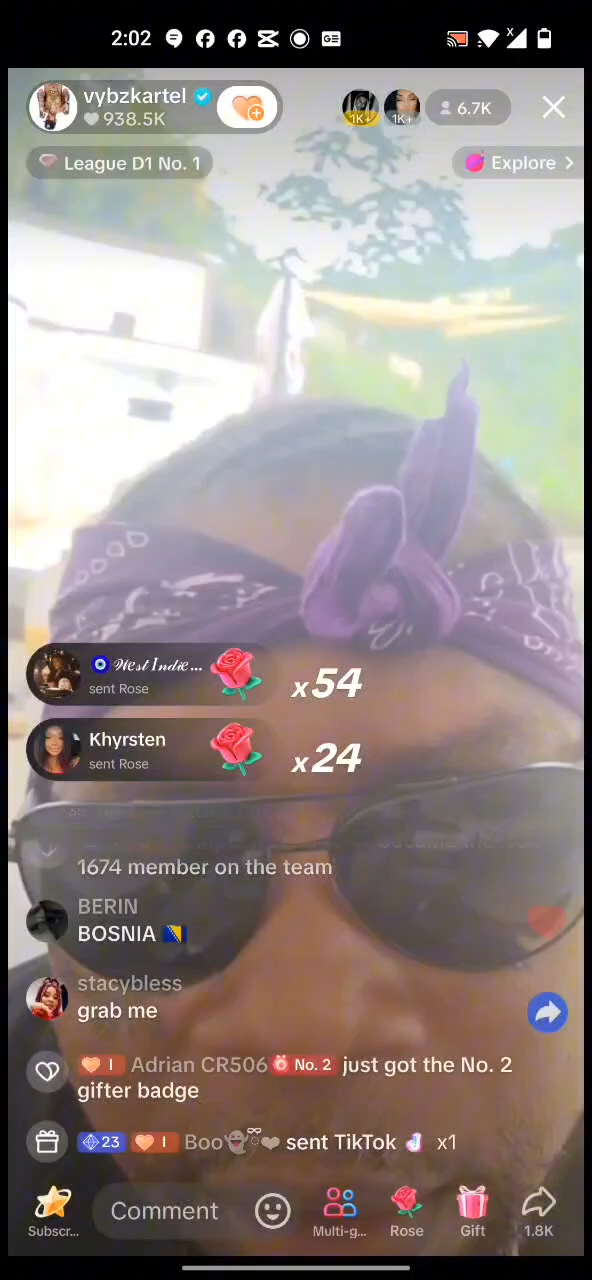 2:02
vybzkartel
938.5K
1K+
1K+
6.7K
League D1 No. 1
Explore
𝒲𝑒𝓈𝓉 𝐼𝓃𝒹𝒾𝑒...
sent Rose
x54
Khyrsten
sent Rose
x24
1674 member on the team
BERIN
BOSNIA 🇧🇦
stacybless
grab me
I Adrian CR506 No. 2 just got the No. 2
gifter badge
23 I Boo👻❤ sent TikTok x1
Subscr...
Comment
Multi-g...
Rose
Gift
1.8K